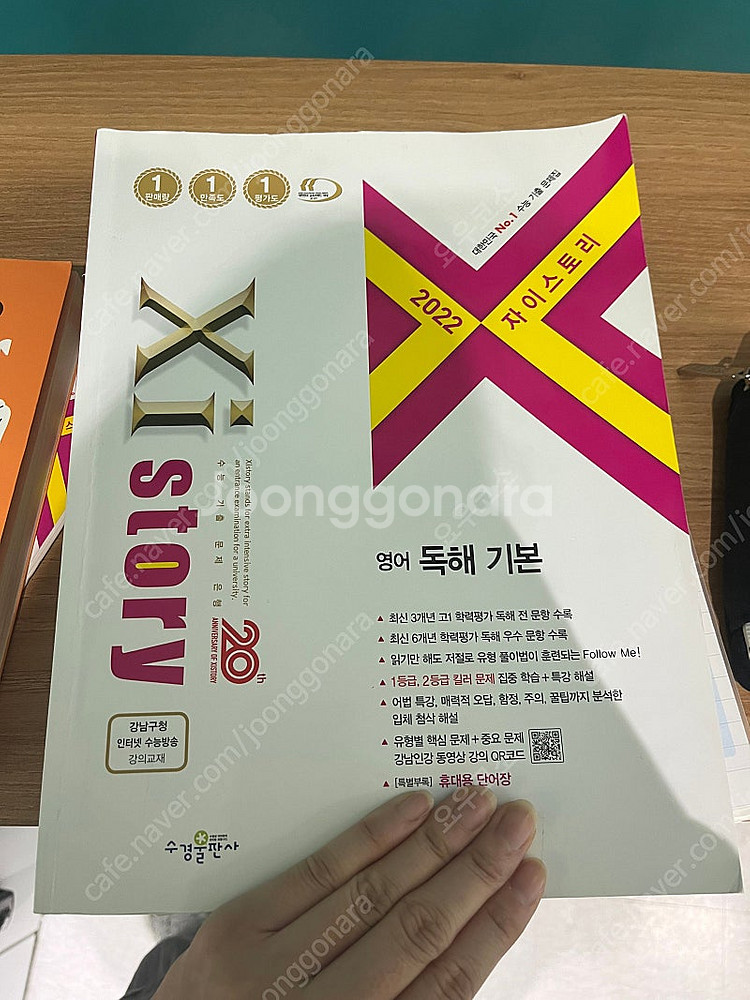 1
판매량
1
만족도
1
평가도
대한민국 No.1 수능 기출 문제집
2022 자이스토리
Xi story
Xistory stands for extra intensive story for
an entrance examination for a university.
수능 기출 문제 은행
20th
ANNIVERSARY OF XISTORY
영어 독해 기본
▲ 최신 3개년 고1 학력평가 독해 전 문항 수록
▲ 최신 6개년 학력평가 독해 우수 문항 수록
▲ 읽기만 해도 저절로 유형 풀이법이 훈련되는 Follow Me!
▲ 1등급, 2등급 킬러 문제 집중 학습 + 특강 해설
▲ 어법 특강, 매력적 오답, 함정, 주의, 꿀팁까지 분석한
입체 첨삭 해설
▲ 유형별 핵심 문제 + 중요 문제
강남인강 동영상 강의 QR코드
▲ [특별부록] 휴대용 단어장
강남구청
인터넷 수능방송
강의교재
수경출판사
joonggonara
cafe.naver.com/joonggonara